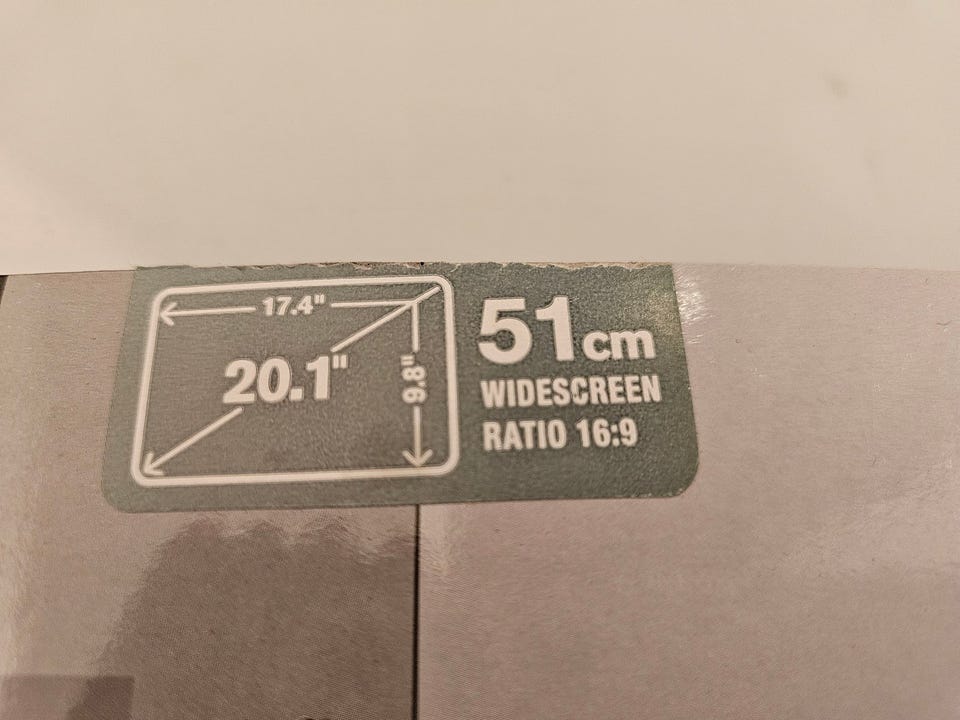 17.4"
20.1"
9.8"
51cm
WIDESCREEN
RATIO 16:9